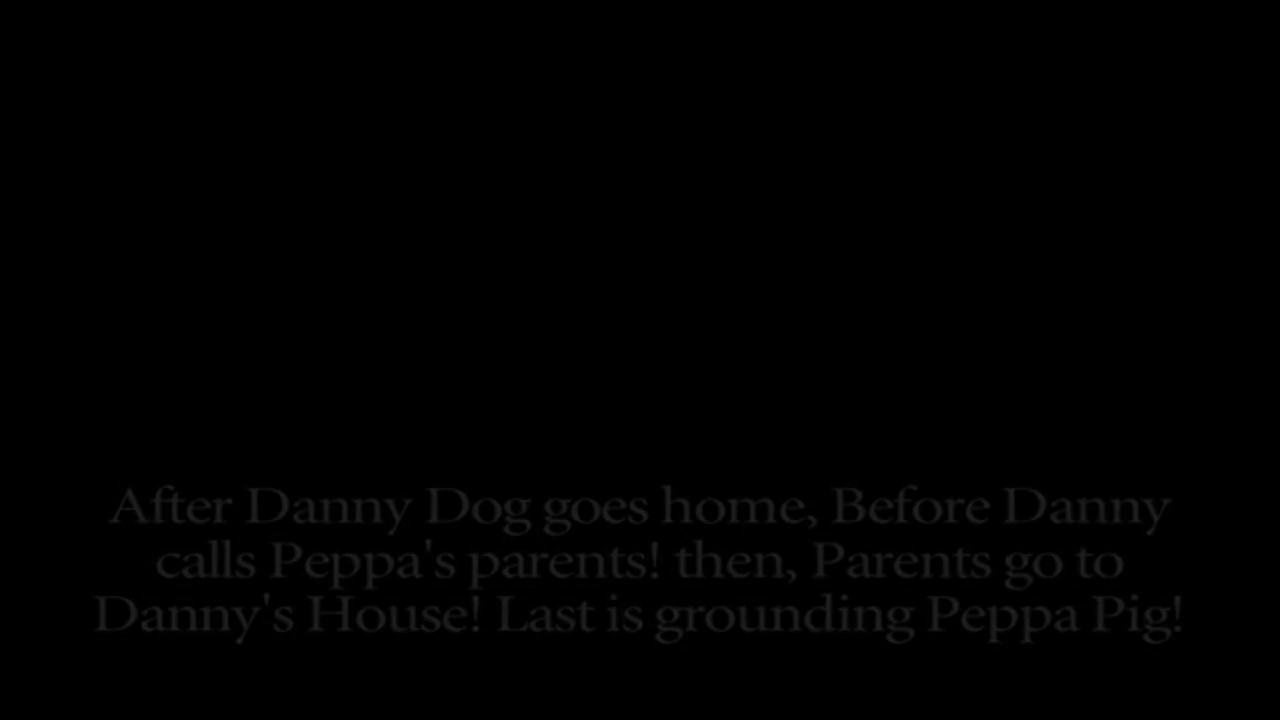 After Danny Dog goes home, Before Danny
calls Peppa's parents! then, Parents go to
Danny's House! Last is grounding Peppa Pig!